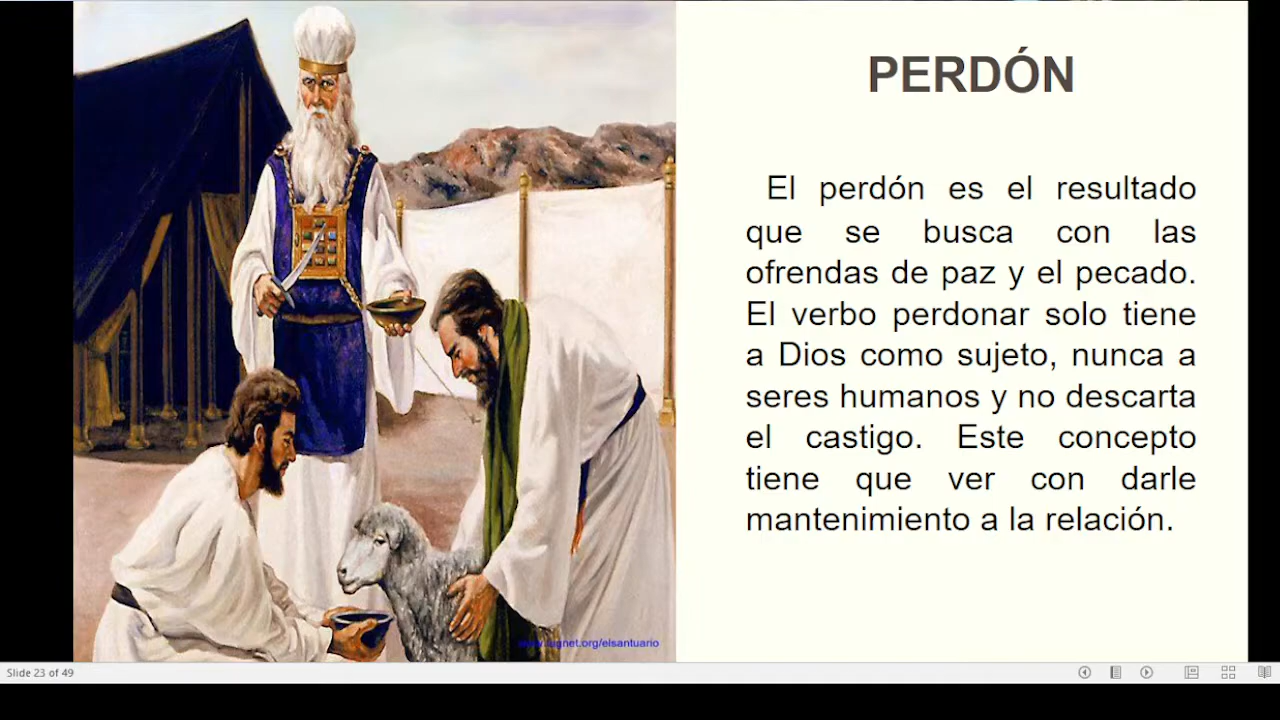 PERDÓN
El perdón es el resultado
que se busca con las
ofrendas de paz y el pecado.
El verbo perdonar solo tiene
a Dios como sujeto, nunca a
seres humanos y no descarta
el castigo. Este concepto
tiene que ver con darle
mantenimiento a la relación.
Slide 23 of 49